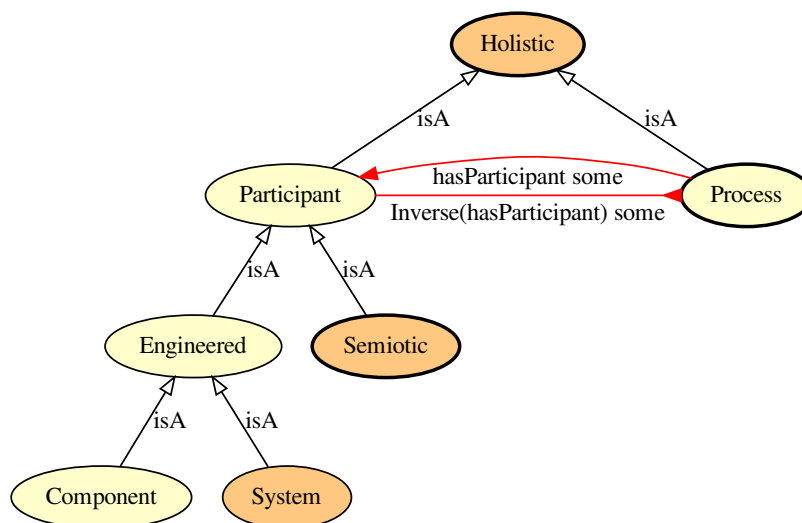 Holistic
isA
isA
hasParticipant some
Participant
Process
Inverse(hasParticipant) some
isA
isA
Engineered
Semiotic
isA
isA
Component
System